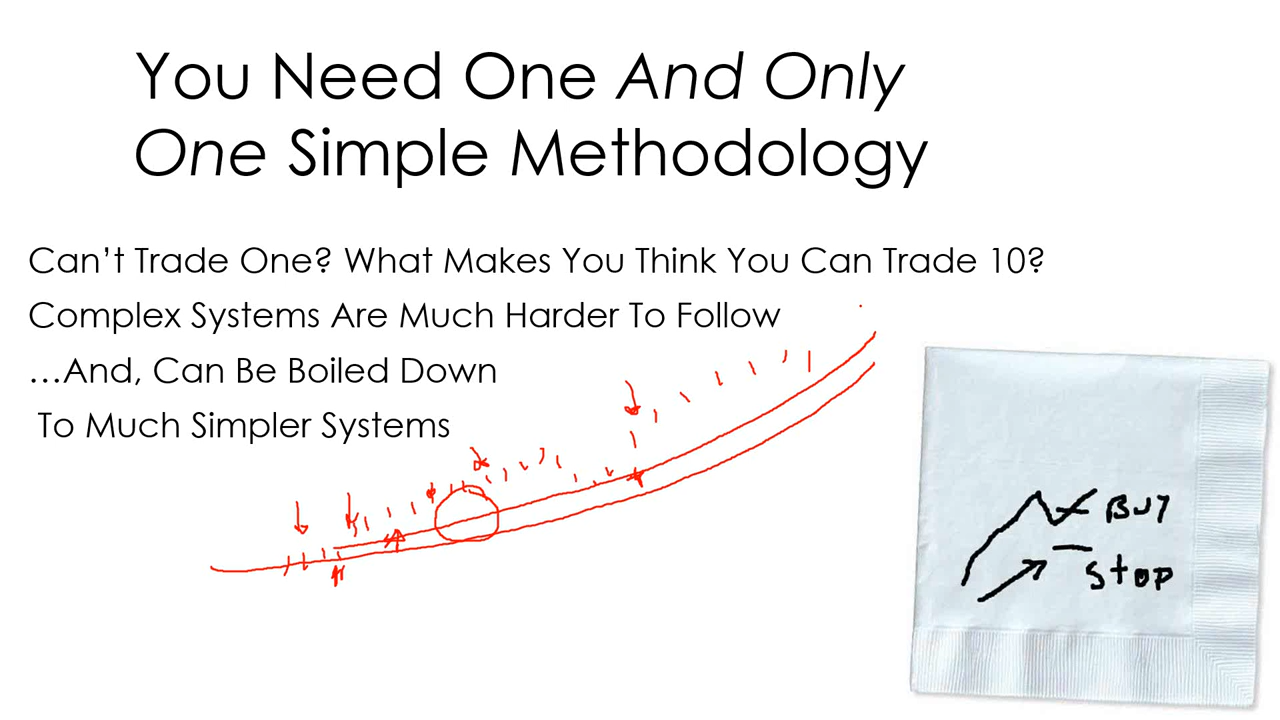 You Need One And Only
One Simple Methodology
Can’t Trade One? What Makes You Think You Can Trade 10?
Complex Systems Are Much Harder To Follow
…And, Can Be Boiled Down
To Much Simpler Systems
BUY
Stop